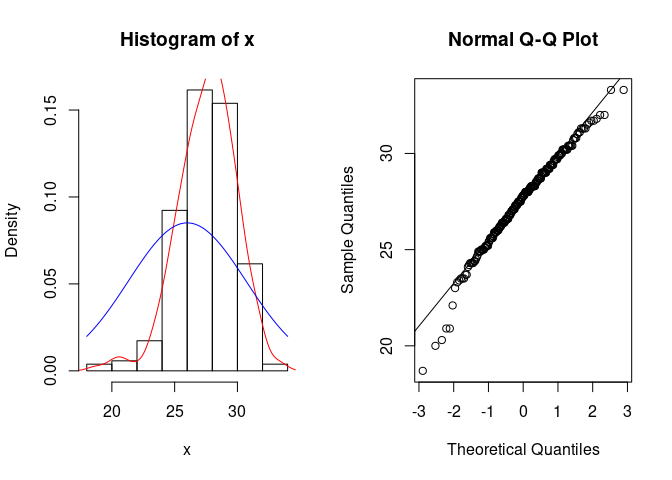 Histogram of x
Density
0.00
0.05
0.10
0.15
20
25
30
x
Normal Q-Q Plot
Sample Quantiles
20
25
30
-3
-2
-1
0
1
2
3
Theoretical Quantiles